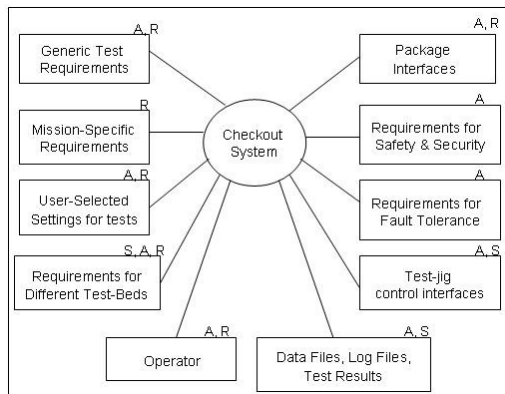 A, R
Generic Test
Requirements
R
Mission-Specific
Requirements
A, R
User-Selected
Settings for tests
S, A, R
Requirements for
Different Test-Beds
A, R
Operator
Checkout
System
A, R
Package
Interfaces
A
Requirements for
Safety & Security
A
Requirements for
Fault Tolerance
A, S
Test-jig
control interfaces
A, S
Data Files, Log Files,
Test Results